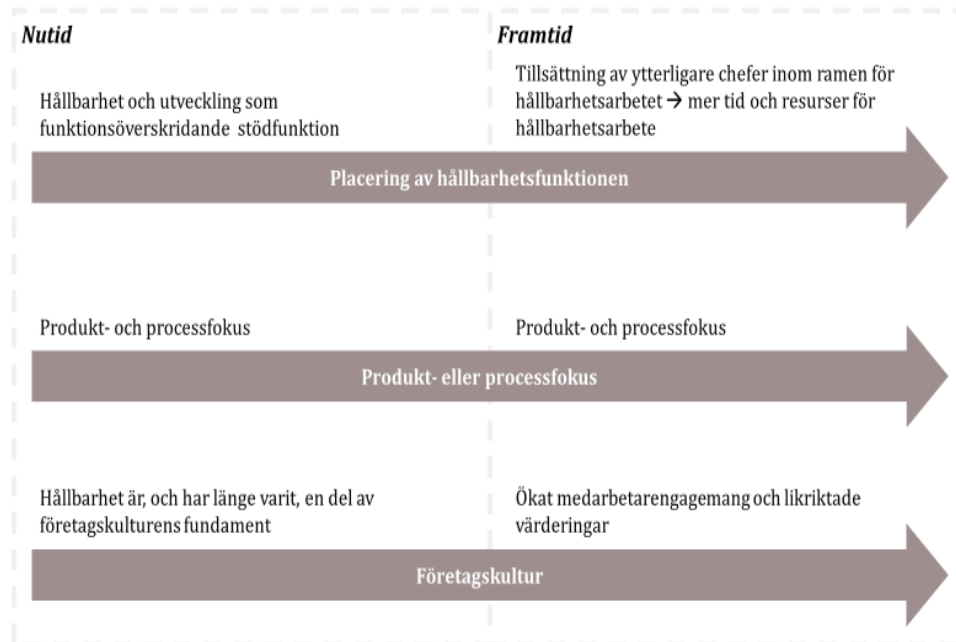 Nutid
Framtid
Hållbarhet och utveckling som
funktionsöverskridande stödfunktion
Tillsättning av ytterligare chefer inom ramen för
hållbarhetsarbetet → mer tid och resurser för
hållbarhetsarbete
Placering av hållbarhetsfunktionen
Produkt- och processfokus
Produkt- och processfokus
Produkt- eller processfokus
Hållbarhet är, och har länge varit, en del av
företagskulturens fundament
Ökat medarbetarengagemang och likriktade
värderingar
Företagskultur